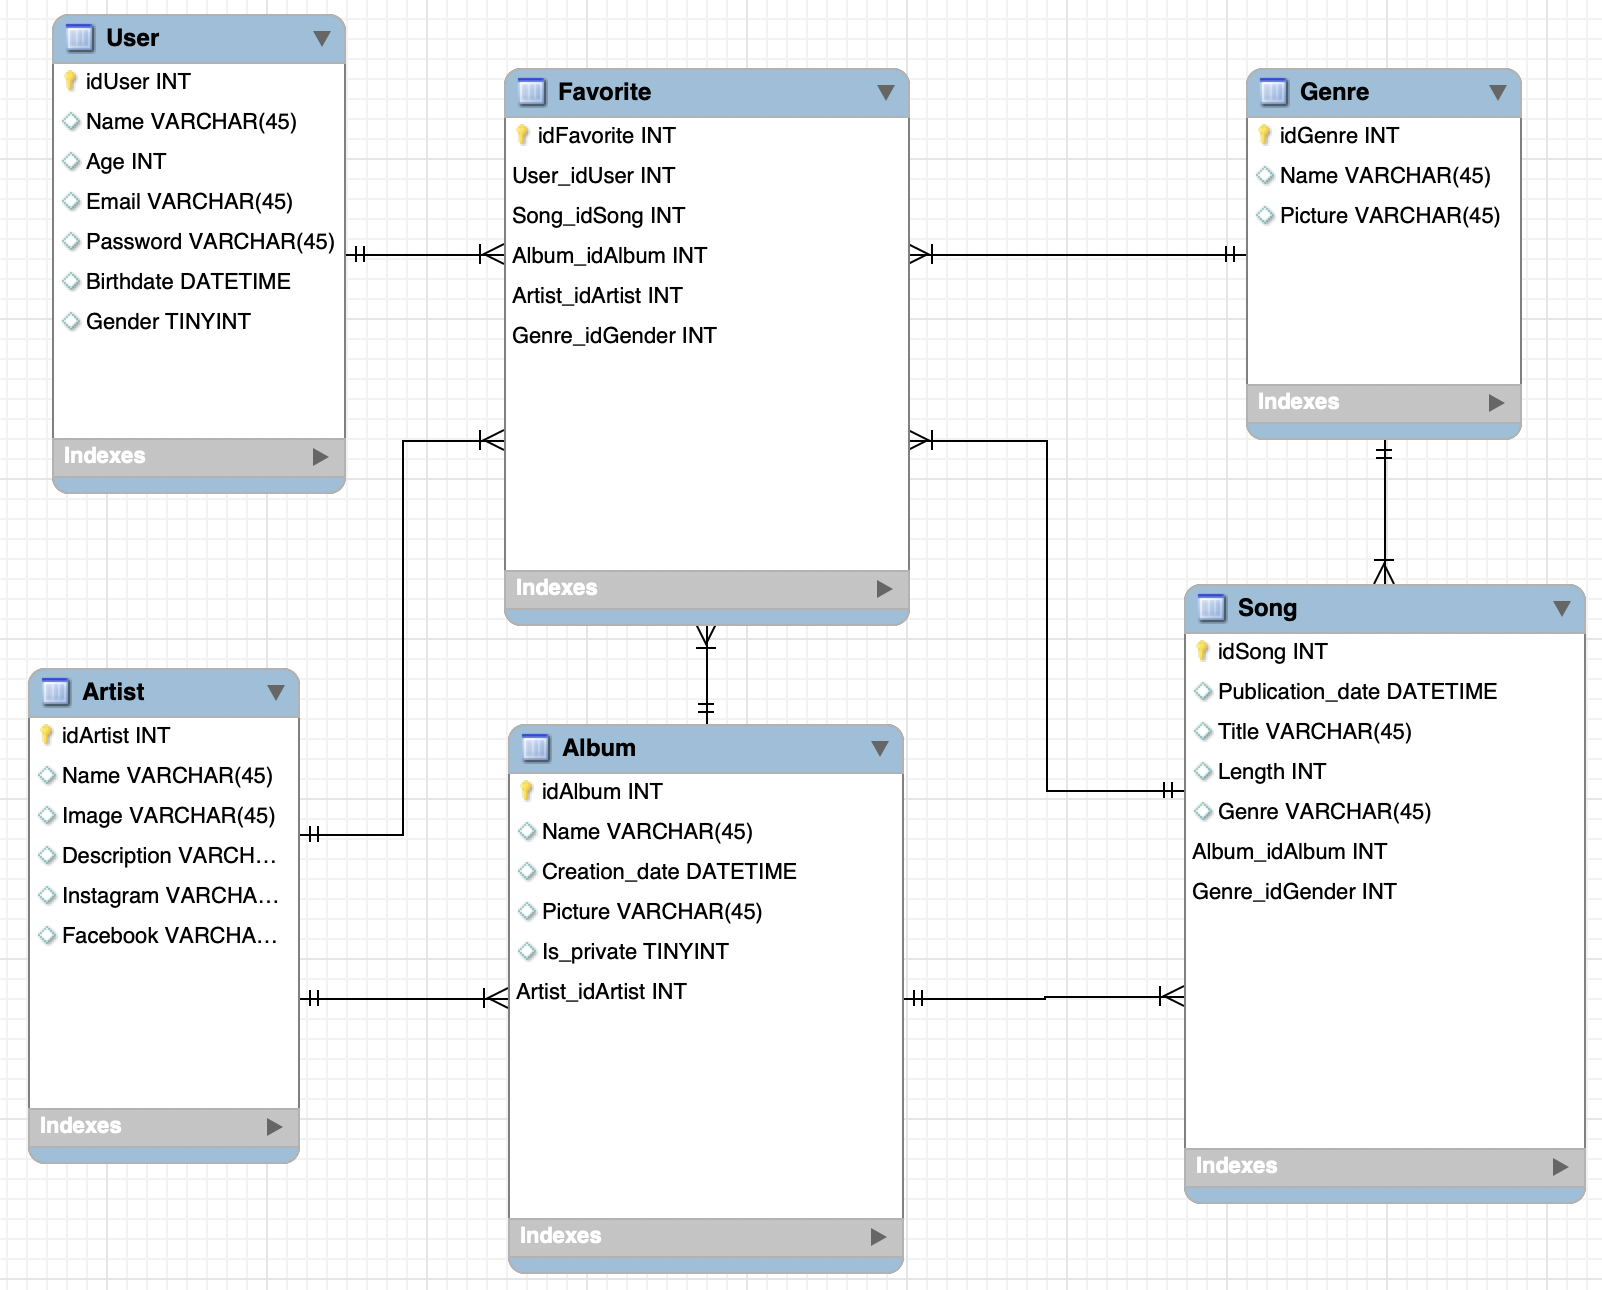 User
idUser INT
Name VARCHAR(45)
Age INT
Email VARCHAR(45)
Password VARCHAR(45)
Birthdate DATETIME
Gender TINYINT
Indexes
Favorite
idFavorite INT
User_idUser INT
Song_idSong INT
Album_idAlbum INT
Artist_idArtist INT
Genre_idGender INT
Indexes
Genre
idGenre INT
Name VARCHAR(45)
Picture VARCHAR(45)
Indexes
Artist
idArtist INT
Name VARCHAR(45)
Image VARCHAR(45)
Description VARCH...
Instagram VARCHA...
Facebook VARCHA...
Indexes
Album
idAlbum INT
Name VARCHAR(45)
Creation_date DATETIME
Picture VARCHAR(45)
Is_private TINYINT
Artist_idArtist INT
Indexes
Song
idSong INT
Publication_date DATETIME
Title VARCHAR(45)
Length INT
Genre VARCHAR(45)
Album_idAlbum INT
Genre_idGender INT
Indexes